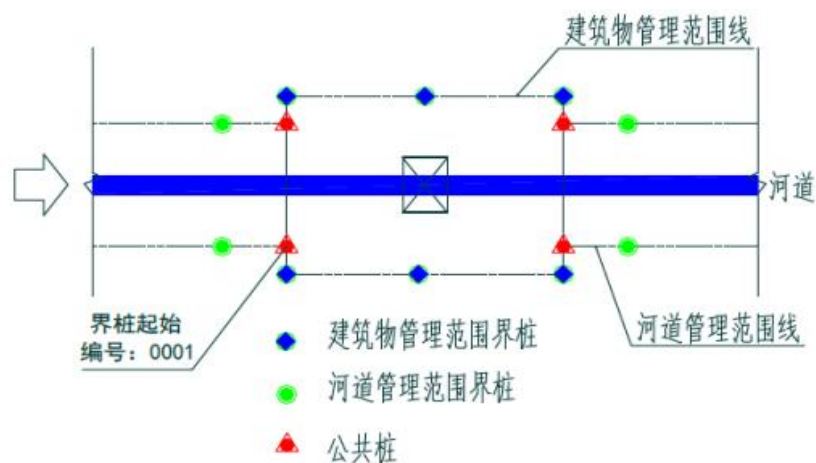 建筑物管理范围线
河道
界桩起始
编号：0001
河道管理范围线
建筑物管理范围界桩
河道管理范围界桩
公共桩